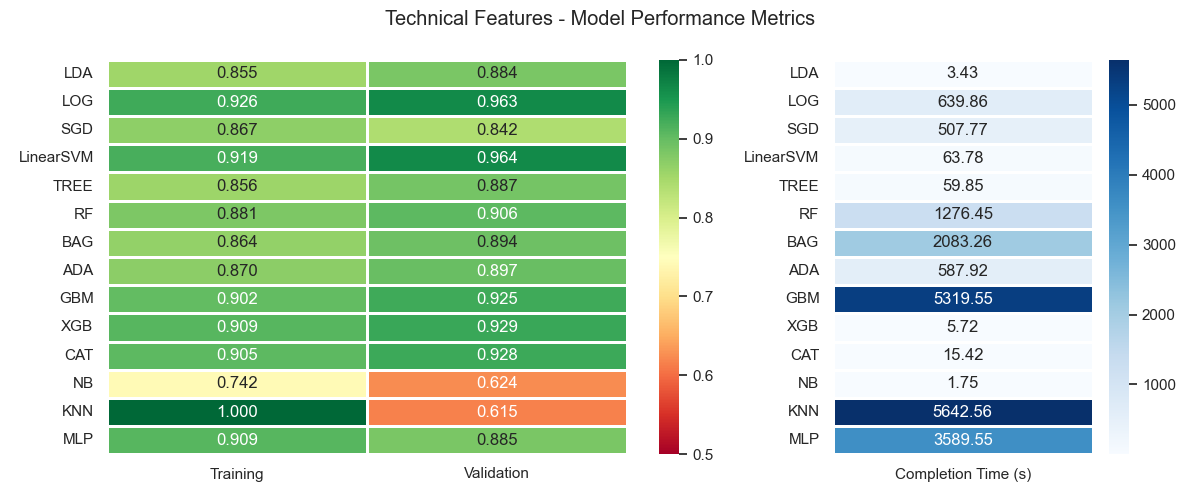 Technical Features - Model Performance Metrics
LDA 0.855 0.884
LOG 0.926 0.963
SGD 0.867 0.842
LinearSVM 0.919 0.964
TREE 0.856 0.887
RF 0.881 0.906
BAG 0.864 0.894
ADA 0.870 0.897
GBM 0.902 0.925
XGB 0.909 0.929
CAT 0.905 0.928
NB 0.742 0.624
KNN 1.000 0.615
MLP 0.909 0.885
Training Validation
1.0
0.9
0.8
0.7
0.6
0.5
LDA 3.43
LOG 639.86
SGD 507.77
LinearSVM 63.78
TREE 59.85
RF 1276.45
BAG 2083.26
ADA 587.92
GBM 5319.55
XGB 5.72
CAT 15.42
NB 1.75
KNN 5642.56
MLP 3589.55
Completion Time (s)
5000
4000
3000
2000
1000